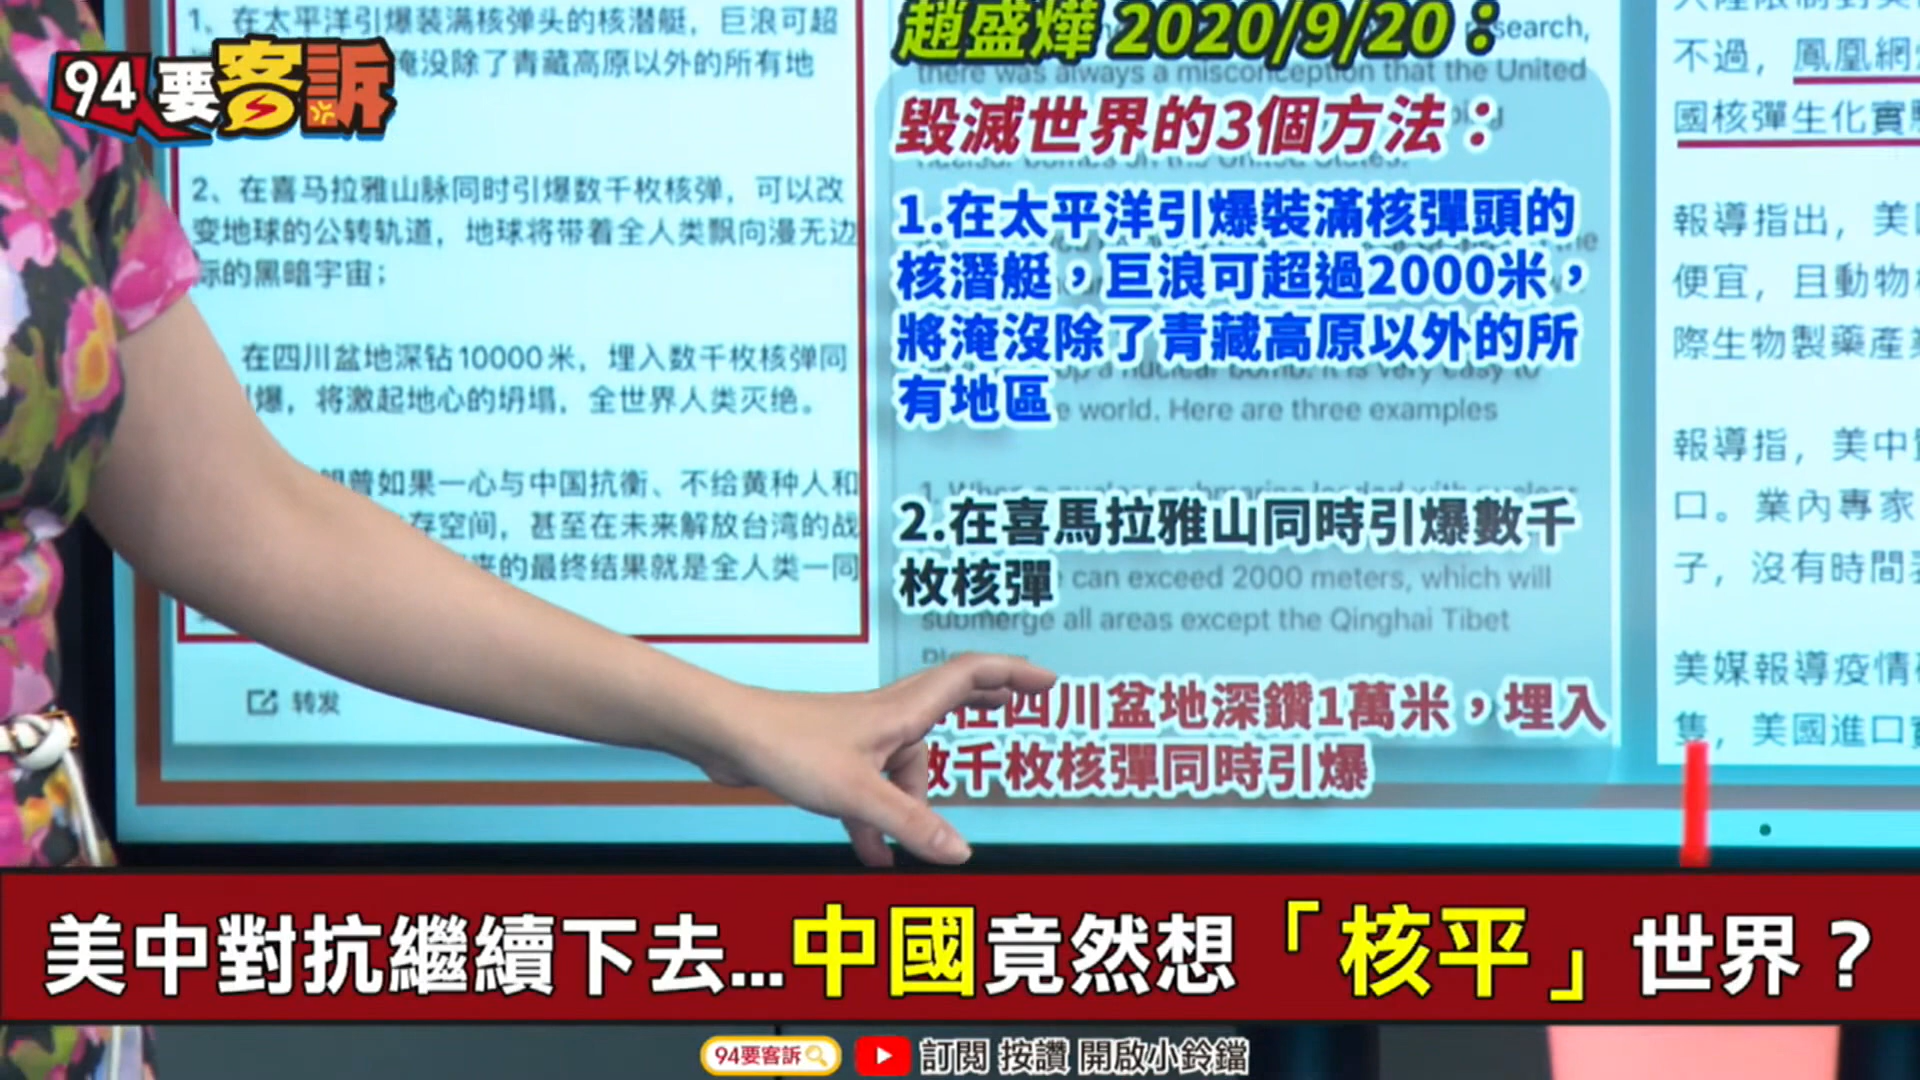 94要客訴
1、在太平洋引爆装满核弹头的核潜艇，巨浪可超
淹没除了青藏高原以外的所有地
2、在喜马拉雅山脉同时引爆数千枚核弹，可以改
变地球的公转轨道，地球将带着全人类飘向漫无边
际的黑暗宇宙；
在四川盆地深钻10000米，埋入数千枚核弹同
爆，将激起地心的坍塌，全世界人类灭绝。
如果一心与中国抗衡、不给黄种人和
存空间，甚至在未来解放台湾的战
来的最终结果就是全人类一同
转发
趙盛燁 2020/9/20：
search,
there was always a misconception that the United
毀滅世界的3個方法：
1.在太平洋引爆裝滿核彈頭的
核潛艇，巨浪可超過2000米，
將淹沒除了青藏高原以外的所
有地區
e world. Here are three examples
2.在喜馬拉雅山同時引爆數千
枚核彈
can exceed 2000 meters, which will
submerge all areas except the Qinghai Tibet
在四川盆地深鑽1萬米，埋入
數千枚核彈同時引爆
不過，鳳凰網
國核彈生化實
報導指出，美
便宜，且動物
際生物製藥產
報導指，美中
口。業內專家
子，沒有時間
美媒報導疫情
隻，美國進口
美中對抗繼續下去...中國竟然想「核平」世界？
94要客訴
訂閱 按讚 開啟小鈴鐺